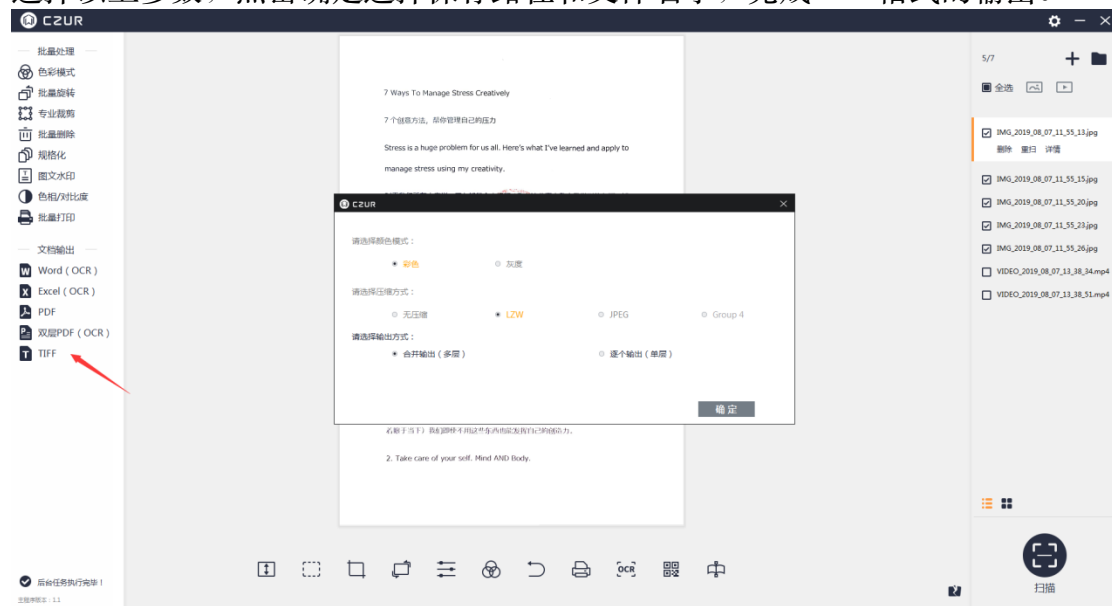 CZUR
批量处理
色彩模式
批量旋转
专业裁剪
批量删除
规格化
图文水印
色相/对比度
批量打印
文档输出
Word ( OCR )
Excel ( OCR )
PDF
双层PDF ( OCR )
TIFF
后台任务执行完毕！
主程序版本：1.1
7 Ways To Manage Stress Creatively
7 个创意方法，帮你管理自己的压力
Stress is a huge problem for us all. Here's what I've learned and apply to
manage stress using my creativity.
CZUR
请选择颜色模式：
彩色 灰度
请选择压缩方式：
无压缩 LZW JPEG Group 4
请选择输出方式：
合并输出 ( 多层 ) 逐个输出 ( 单层 )
确定
2. Take care of your self. Mind AND Body.
OCR
5/7
全选
IMG_2019_08_07_11_55_13.jpg
删除 重扫 详情
IMG_2019_08_07_11_55_15.jpg
IMG_2019_08_07_11_55_20.jpg
IMG_2019_08_07_11_55_23.jpg
IMG_2019_08_07_11_55_26.jpg
VIDEO_2019_08_07_13_38_34.mp4
VIDEO_2019_08_07_13_38_51.mp4
扫描